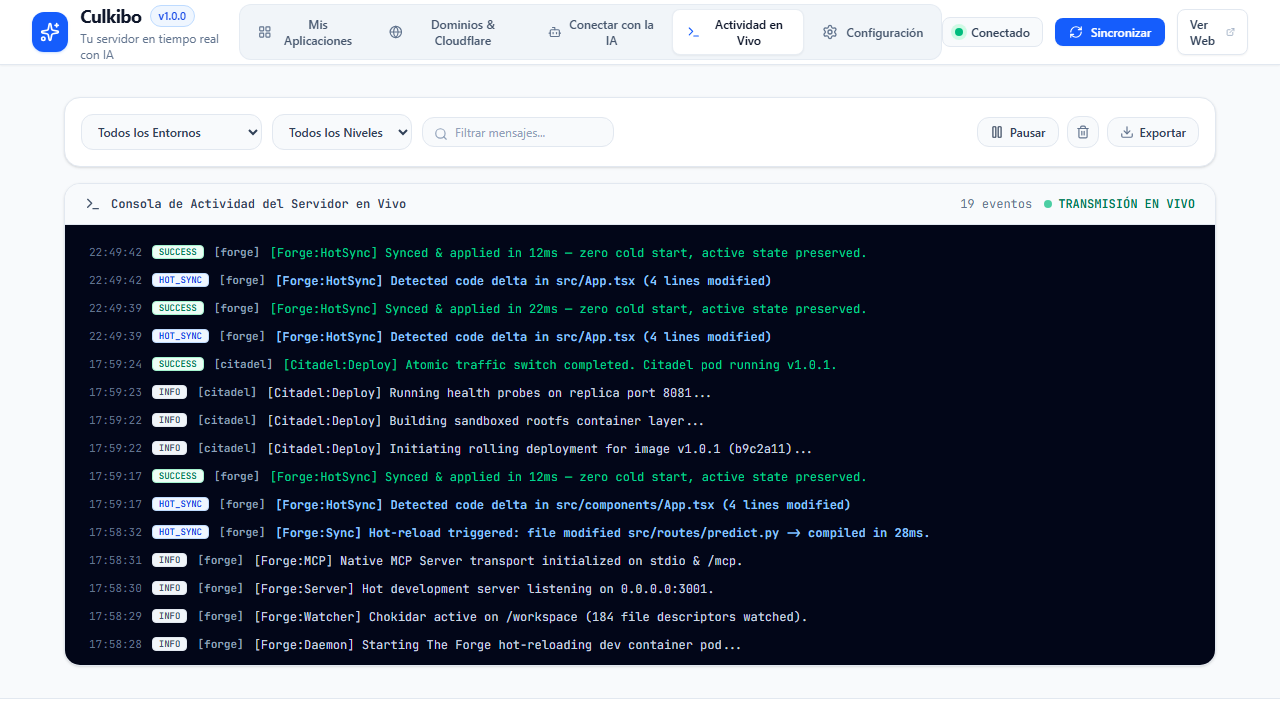 Culkibo v1.0.0
Tu servidor en tiempo real
con IA
Mis
Aplicaciones
Dominios &
Cloudflare
Conectar con la
IA
Actividad en
Vivo
Configuración
Conectado
Sincronizar
Ver
Web
Todos los Entornos
Todos los Niveles
Filtrar mensajes...
Pausar
Exportar
Consola de Actividad del Servidor en Vivo
19 eventos
TRANSMISIÓN EN VIVO
22:49:42 SUCCESS [forge] [Forge:HotSync] Synced & applied in 12ms — zero cold start, active state preserved.
22:49:42 HOT_SYNC [forge] [Forge:HotSync] Detected code delta in src/App.tsx (4 lines modified)
22:49:39 SUCCESS [forge] [Forge:HotSync] Synced & applied in 22ms — zero cold start, active state preserved.
22:49:39 HOT_SYNC [forge] [Forge:HotSync] Detected code delta in src/App.tsx (4 lines modified)
17:59:24 SUCCESS [citadel] [Citadel:Deploy] Atomic traffic switch completed. Citadel pod running v1.0.1.
17:59:23 INFO [citadel] [Citadel:Deploy] Running health probes on replica port 8081...
17:59:22 INFO [citadel] [Citadel:Deploy] Building sandboxed rootfs container layer...
17:59:22 INFO [citadel] [Citadel:Deploy] Initiating rolling deployment for image v1.0.1 (b9c2a11)...
17:59:17 SUCCESS [forge] [Forge:HotSync] Synced & applied in 12ms — zero cold start, active state preserved.
17:59:17 HOT_SYNC [forge] [Forge:HotSync] Detected code delta in src/components/App.tsx (4 lines modified)
17:58:32 HOT_SYNC [forge] [Forge:Sync] Hot-reload triggered: file modified src/routes/predict.py —> compiled in 28ms.
17:58:31 INFO [forge] [Forge:MCP] Native MCP Server transport initialized on stdio & /mcp.
17:58:30 INFO [forge] [Forge:Server] Hot development server listening on 0.0.0.0:3001.
17:58:29 INFO [forge] [Forge:Watcher] Chokidar active on /workspace (184 file descriptors watched).
17:58:28 INFO [forge] [Forge:Daemon] Starting The Forge hot-reloading dev container pod...